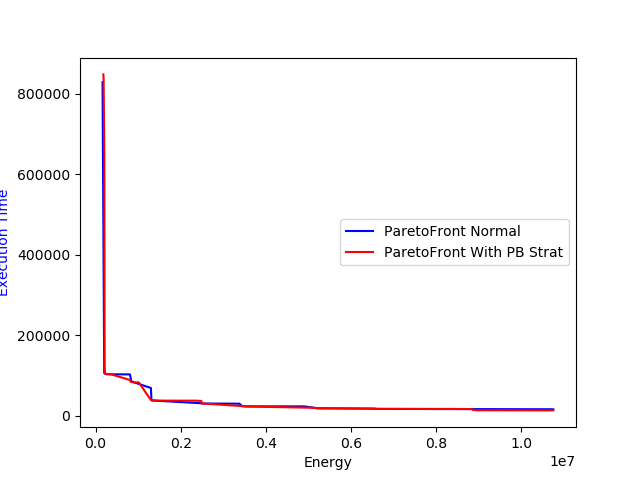 800000
600000
400000
200000
0
Execution Time
ParetoFront Normal
ParetoFront With PB Strat
0.0 0.2 0.4 0.6 0.8 1.0
1e7
Energy